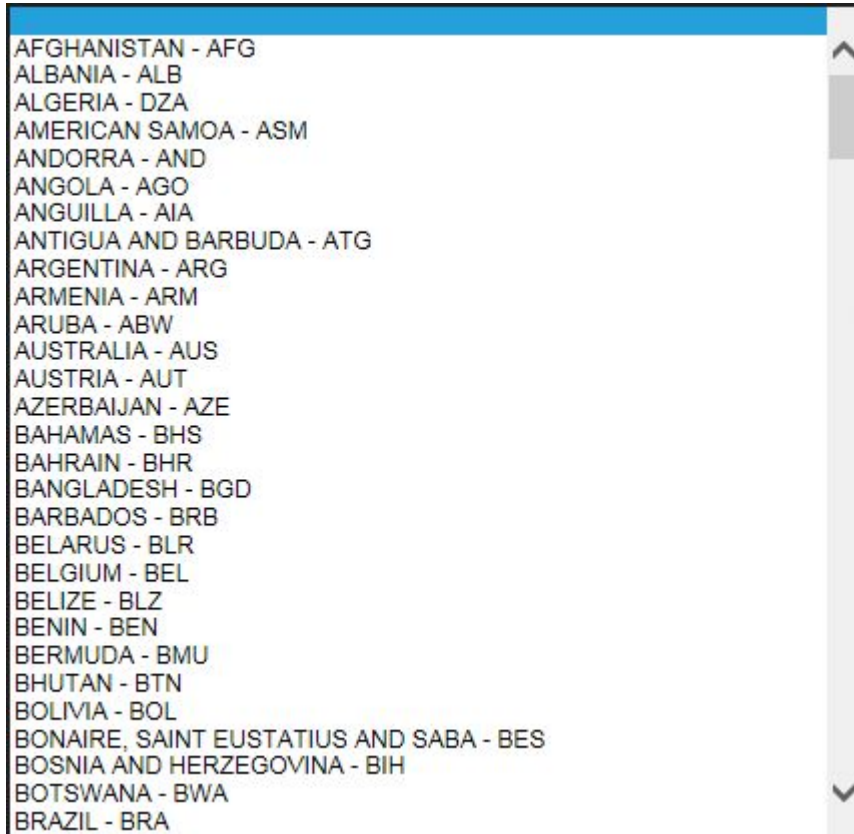 AFGHANISTAN - AFG
ALBANIA - ALB
ALGERIA - DZA
AMERICAN SAMOA - ASM
ANDORRA - AND
ANGOLA - AGO
ANGUILLA - AIA
ANTIGUA AND BARBUDA - ATG
ARGENTINA - ARG
ARMENIA - ARM
ARUBA - ABW
AUSTRALIA - AUS
AUSTRIA - AUT
AZERBAIJAN - AZE
BAHAMAS - BHS
BAHRAIN - BHR
BANGLADESH - BGD
BARBADOS - BRB
BELARUS - BLR
BELGIUM - BEL
BELIZE - BLZ
BENIN - BEN
BERMUDA - BMU
BHUTAN - BTN
BOLIVIA - BOL
BONAIRE, SAINT EUSTATIUS AND SABA - BES
BOSNIA AND HERZEGOVINA - BIH
BOTSWANA - BWA
BRAZIL - BRA